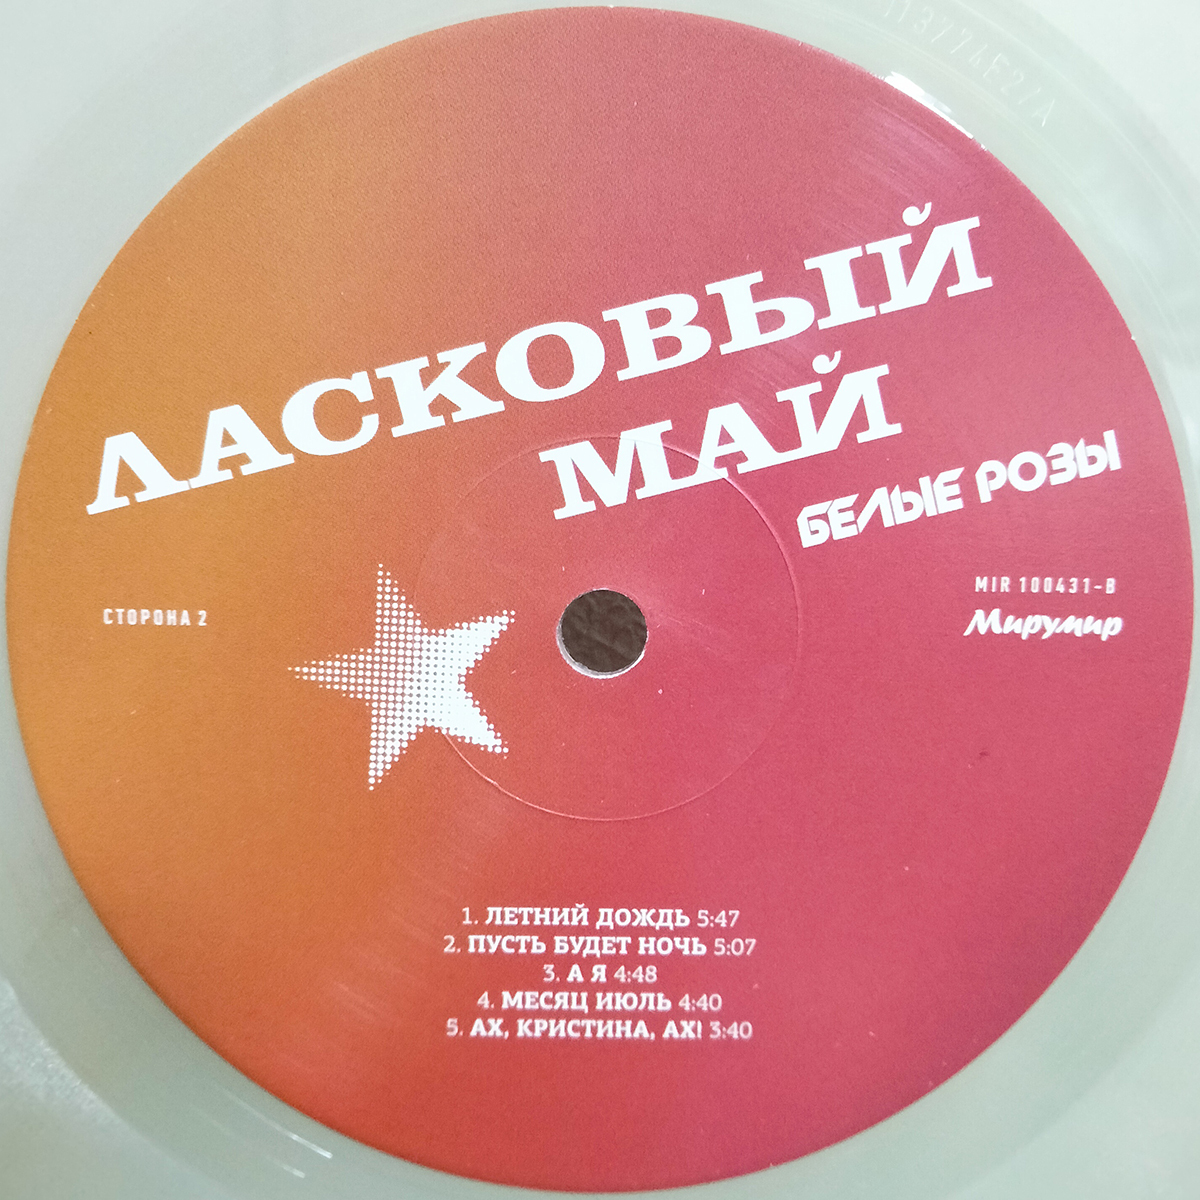 ЛАСКОВЫЙ
МАЙ
БЕЛЫЕ РОЗЫ
СТОРОНА 2
MIR 100431-B
Мирумир
1. ЛЕТНИЙ ДОЖДЬ 5:47
2. ПУСТЬ БУДЕТ НОЧЬ 5:07
3. А Я 4:48
4. МЕСЯЦ ИЮЛЬ 4:40
5. АХ, КРИСТИНА, АХ! 3:40